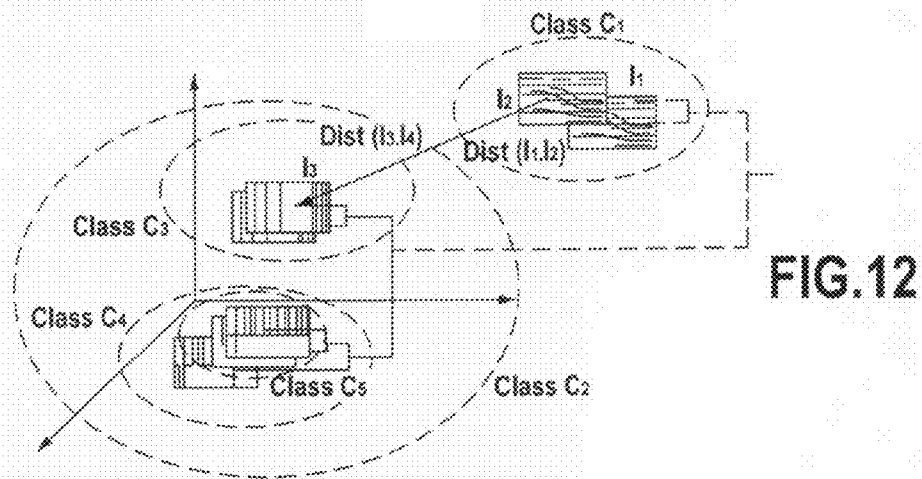 Class C₁
I₁
I₂
Dist (I₃.I₄)
Dist (I₁.I₂)
I₃
Class C₃
FIG.12
Class C₄
Class C₅
Class C₂